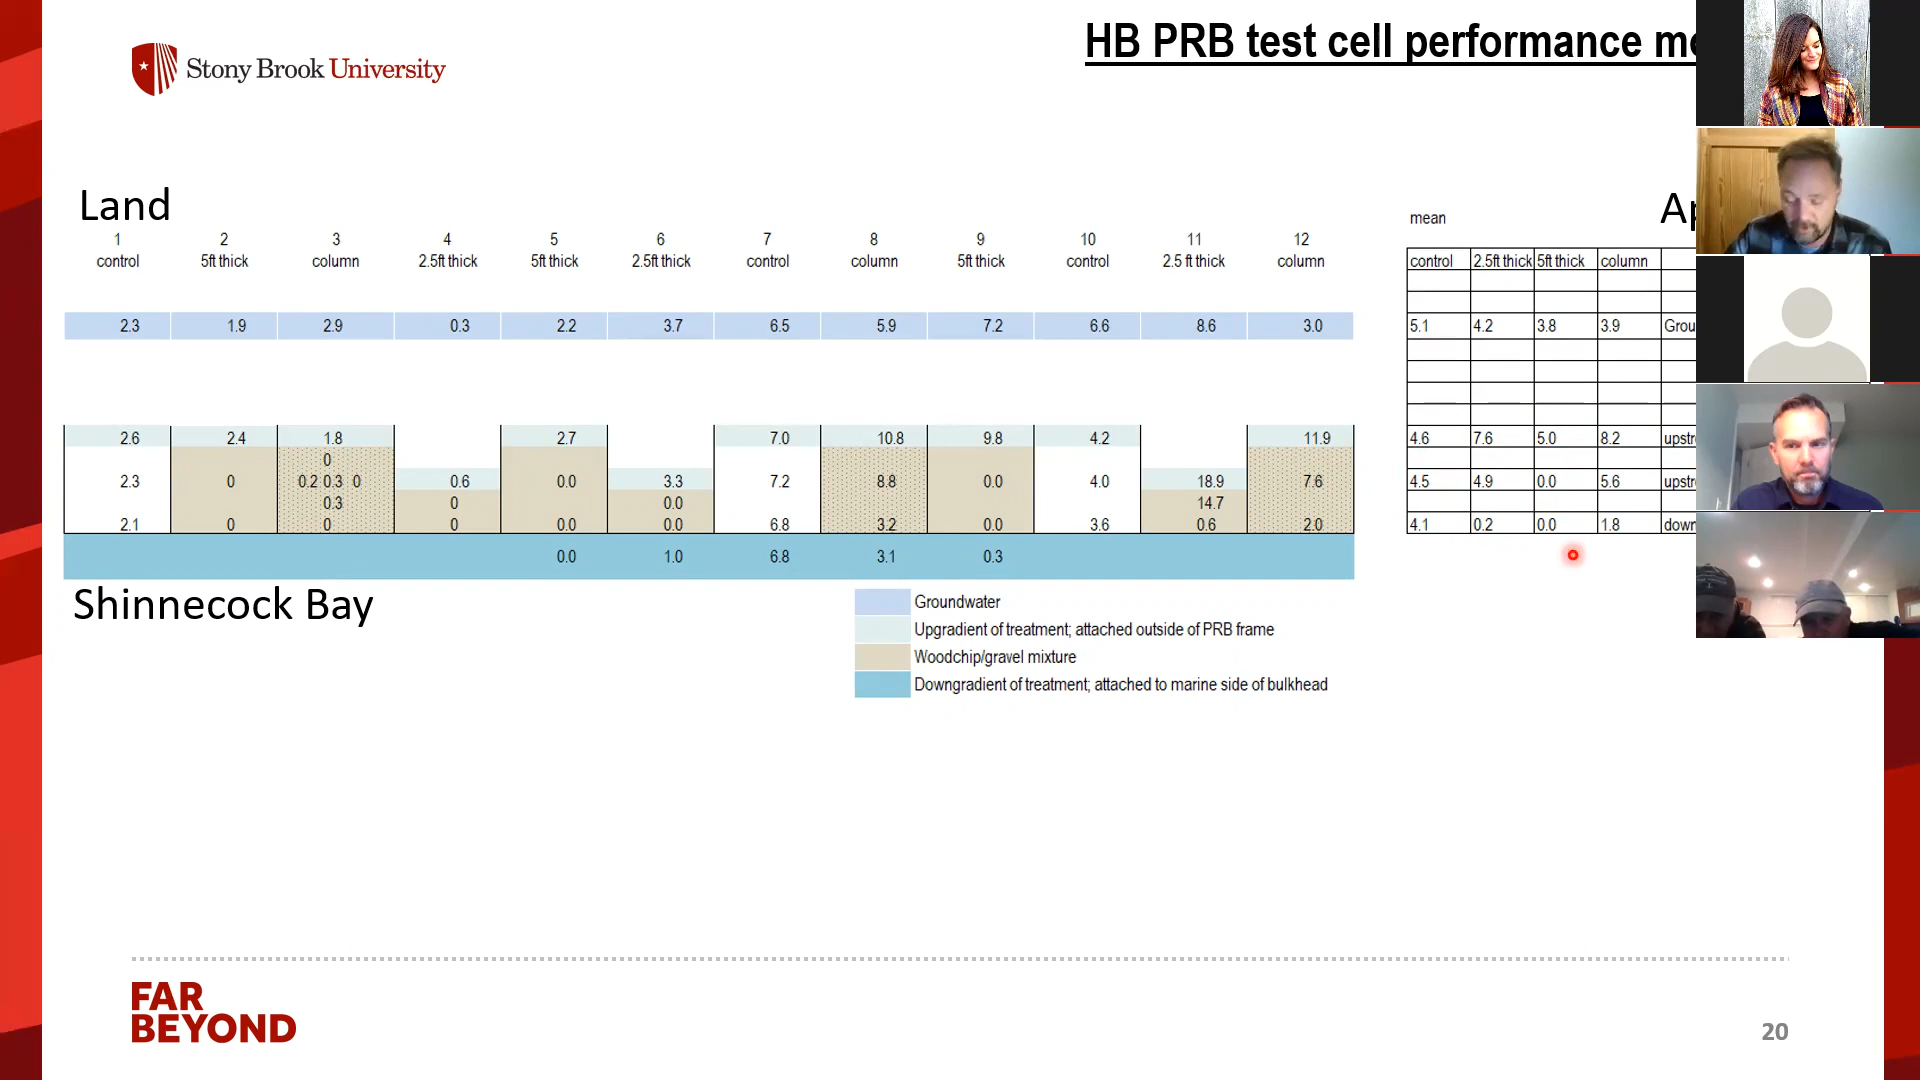 HB PRB test cell performance
Stony Brook University
Land
mean
1 2 3 4 5 6 7 8 9 10 11 12
control 5ft thick column 2.5ft thick 5ft thick 2.5ft thick control column 5ft thick control 2.5 ft thick column
control 2.5ft thick 5ft thick column
2.3 1.9 2.9 0.3 2.2 3.7 6.5 5.9 7.2 6.6 8.6 3.0
5.1 4.2 3.8 3.9
2.6 2.4 1.8 2.7 7.0 10.8 9.8 4.2 11.9
4.6 7.6 5.0 8.2
0
2.3 0 0.2 0.3 0 0.6 0.0 3.3 7.2 8.8 0.0 4.0 18.9 7.6
4.5 4.9 0.0 5.6
0.3 0 0.0 14.7
2.1 0 0 0 0.0 0.0 6.8 3.2 0.0 3.6 0.6 2.0
4.1 0.2 0.0 1.8
0.0 1.0 6.8 3.1 0.3
Shinnecock Bay
Groundwater
Upgradient of treatment; attached outside of PRB frame
Woodchip/gravel mixture
Downgradient of treatment; attached to marine side of bulkhead
FAR
BEYOND
20